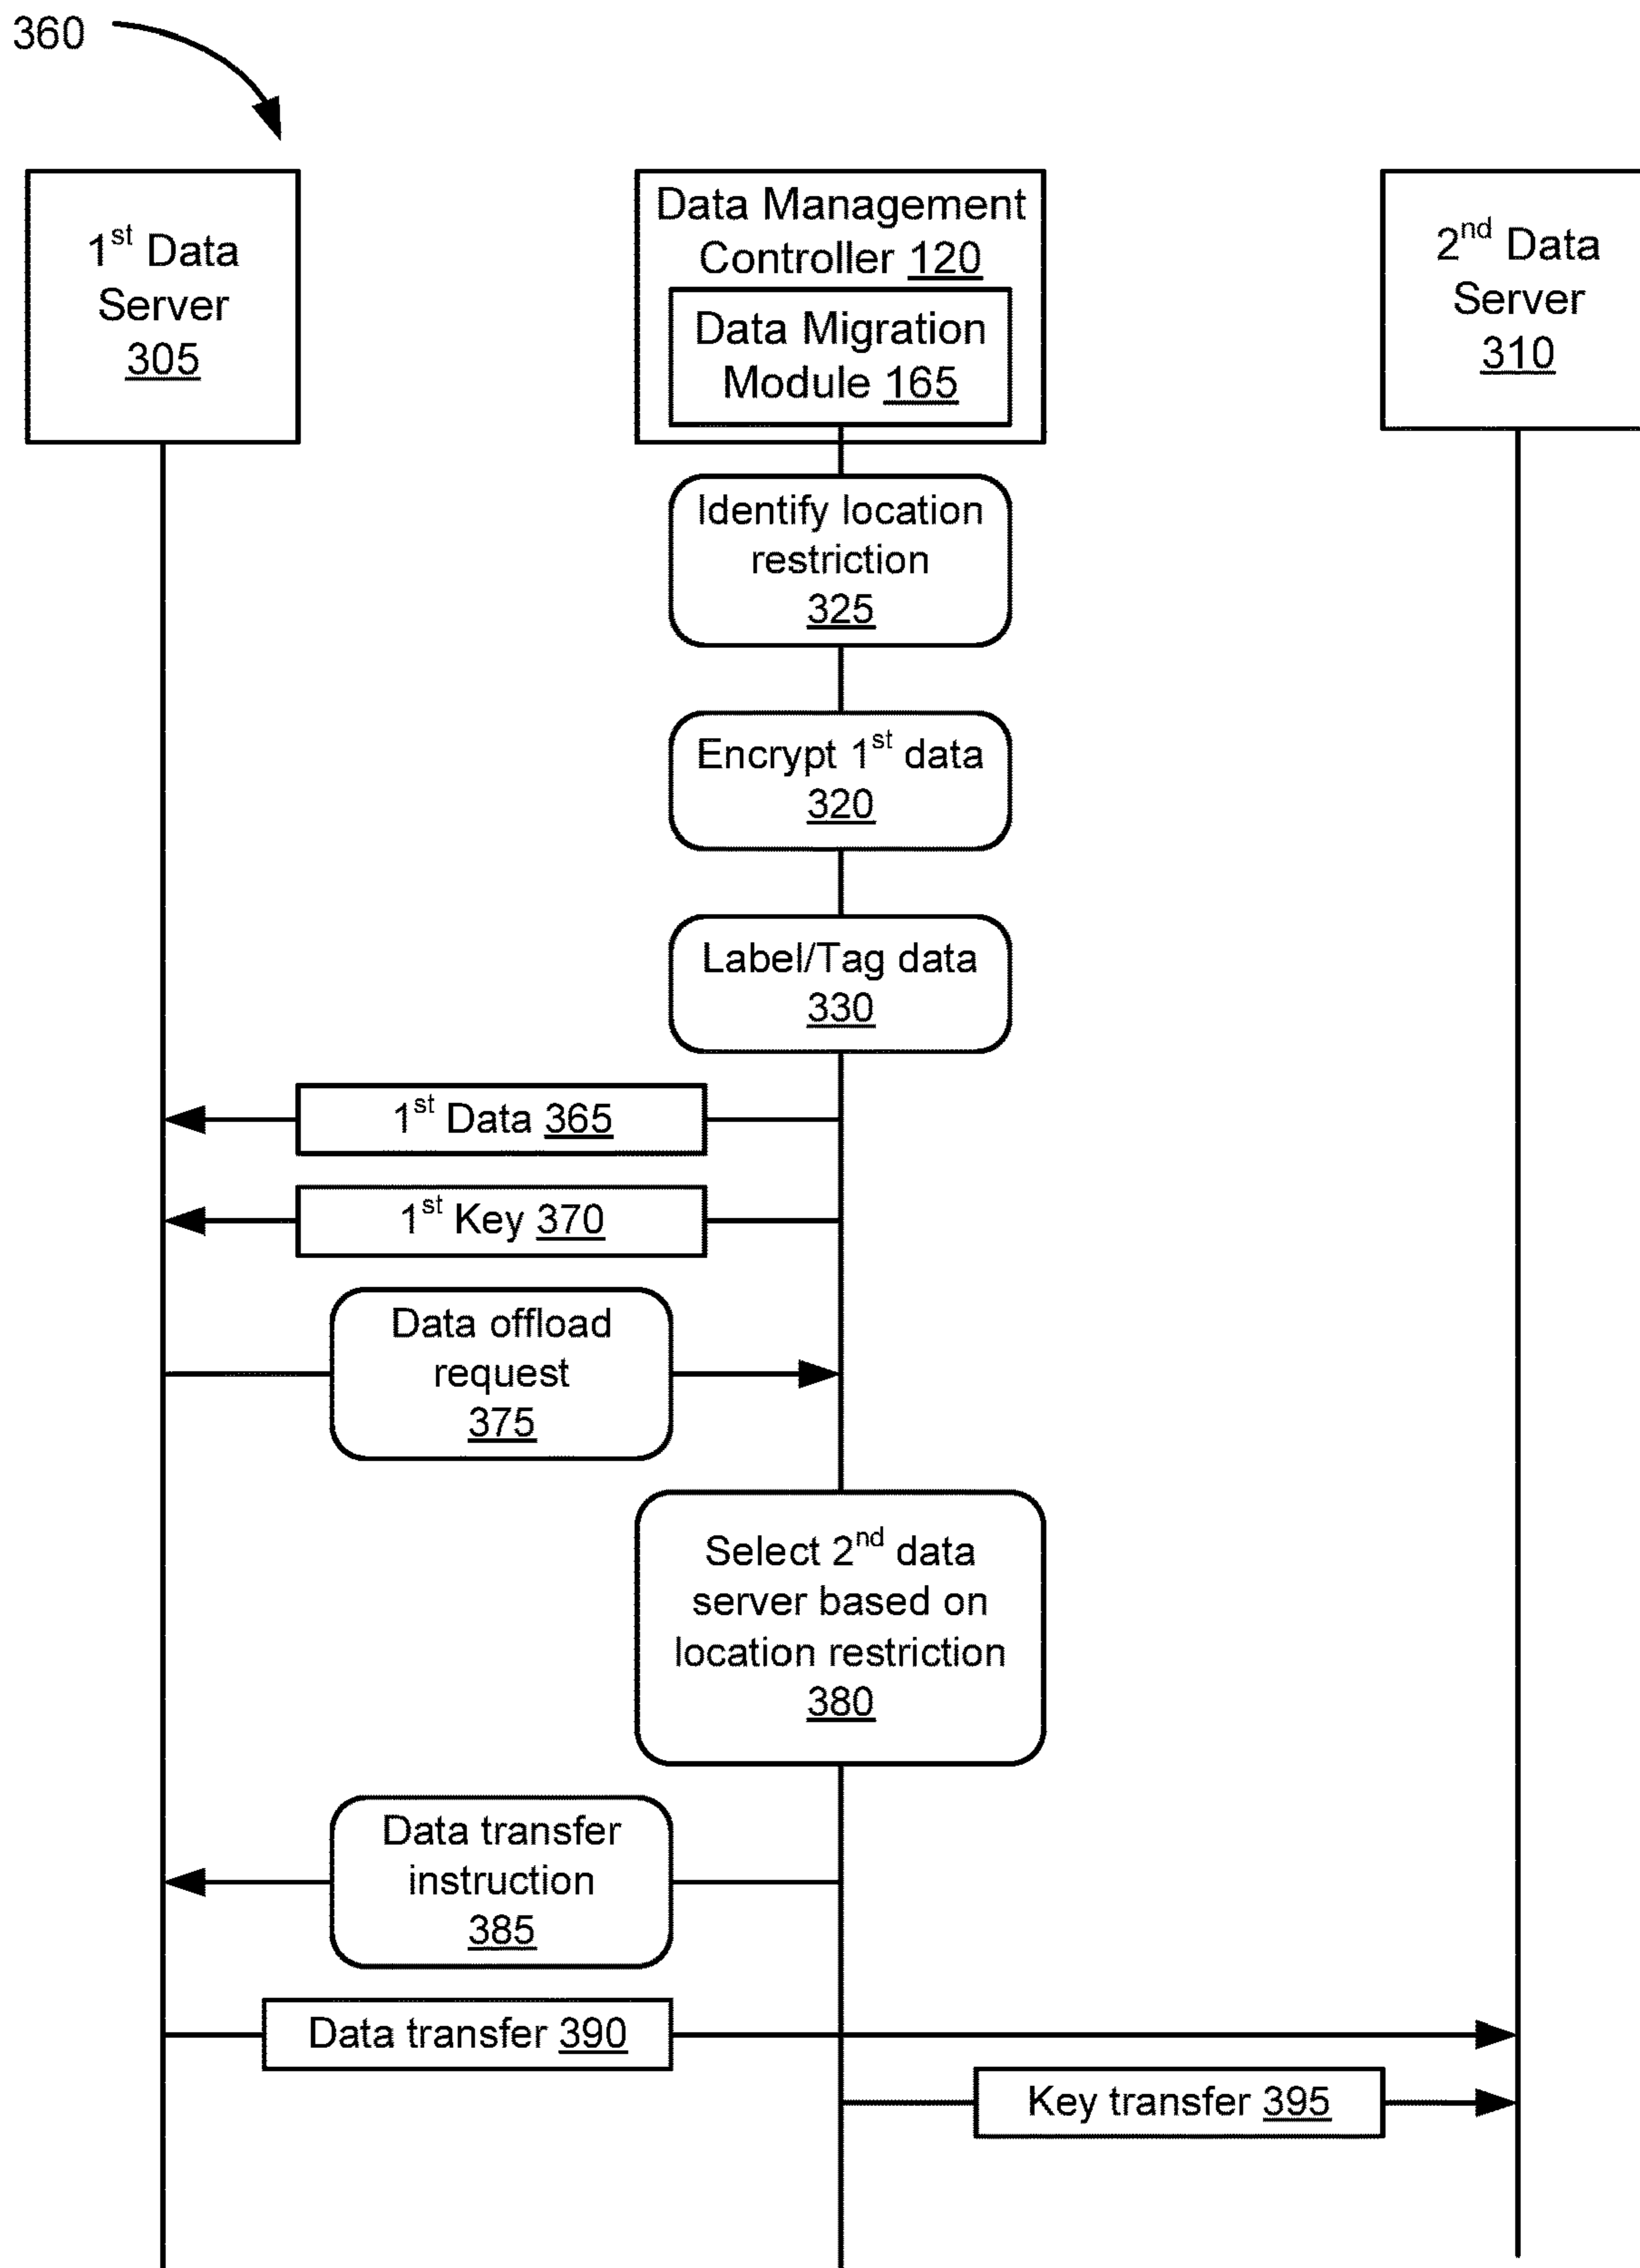 360
1st Data
Server
305
Data Management
Controller 120
Data Migration
Module 165
2nd Data
Server
310
Identify location
restriction
325
Encrypt 1st data
320
Label/Tag data
330
1st Data 365
1st Key 370
Data offload
request
375
Select 2nd data
server based on
location restriction
380
Data transfer
instruction
385
Data transfer 390
Key transfer 395